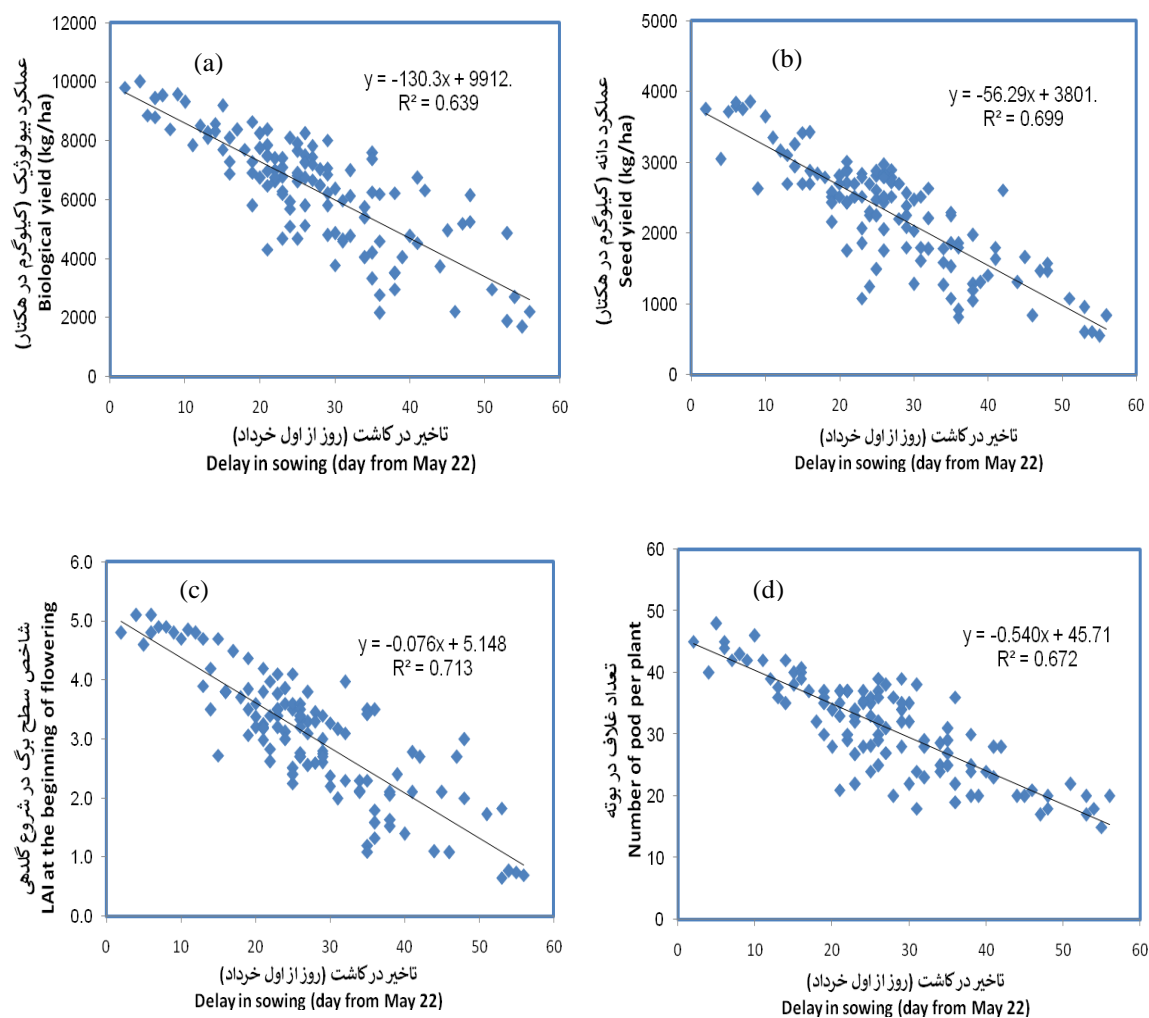 (a)
y = -130.3x + 9912.
R² = 0.639
عملکرد بیولوژیک (کیلوگرم در هکتار)
Biological yield (kg/ha)
12000
10000
8000
6000
4000
2000
0
0 10 20 30 40 50 60
تاخیر در کاشت (روز از اول خرداد)
Delay in sowing (day from May 22)
(b)
y = -56.29x + 3801.
R² = 0.699
عملکرد دانه (کیلوگرم در هکتار)
Seed yield (kg/ha)
5000
4000
3000
2000
1000
0
0 10 20 30 40 50 60
تاخیر در کاشت (روز از اول خرداد)
Delay in sowing (day from May 22)
(c)
y = -0.076x + 5.148
R² = 0.713
شاخص سطح برگ در شروع گلدهی
LAI at the beginning of flowering
6.0
5.0
4.0
3.0
2.0
1.0
0.0
0 10 20 30 40 50 60
تاخیر در کاشت (روز از اول خرداد)
Delay in sowing (day from May 22)
(d)
y = -0.540x + 45.71
R² = 0.672
تعداد غلاف در بوته
Number of pod per plant
60
50
40
30
20
10
0
0 10 20 30 40 50 60
تاخیر در کاشت (روز از اول خرداد)
Delay in sowing (day from May 22)